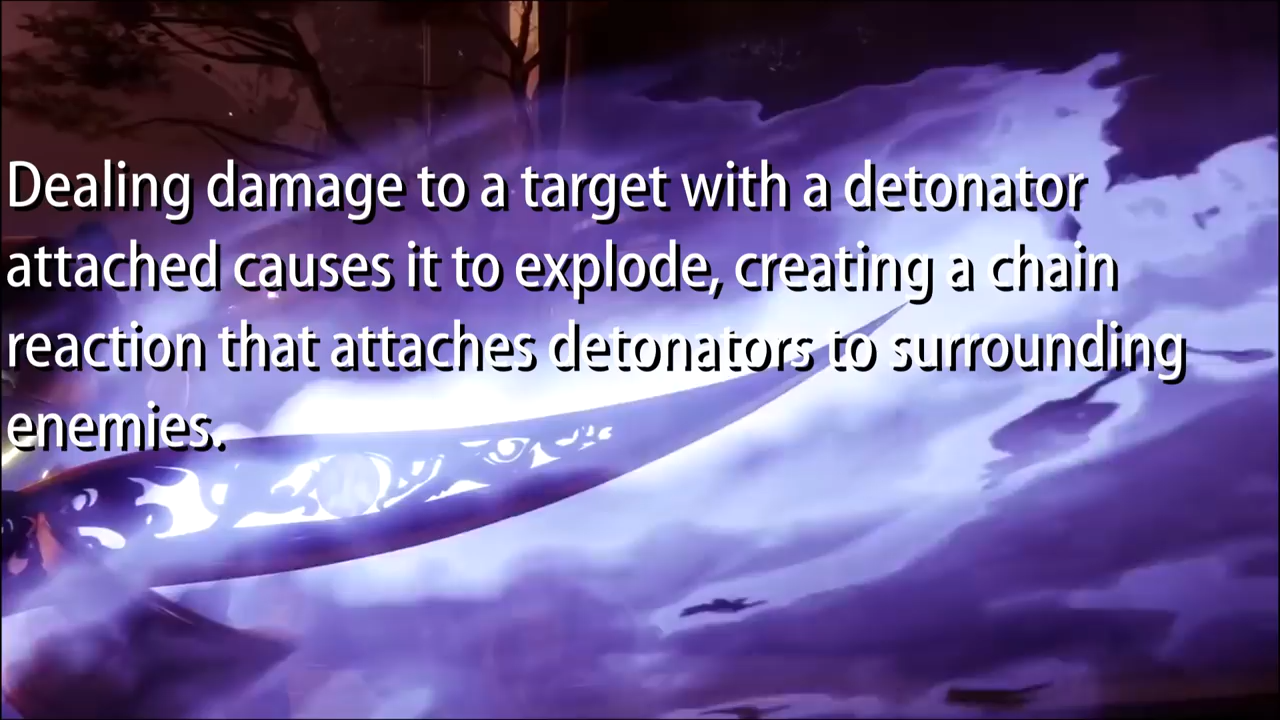 Dealing damage to a target with a detonator
attached causes it to explode, creating a chain
reaction that attaches detonators to surrounding
enemies.